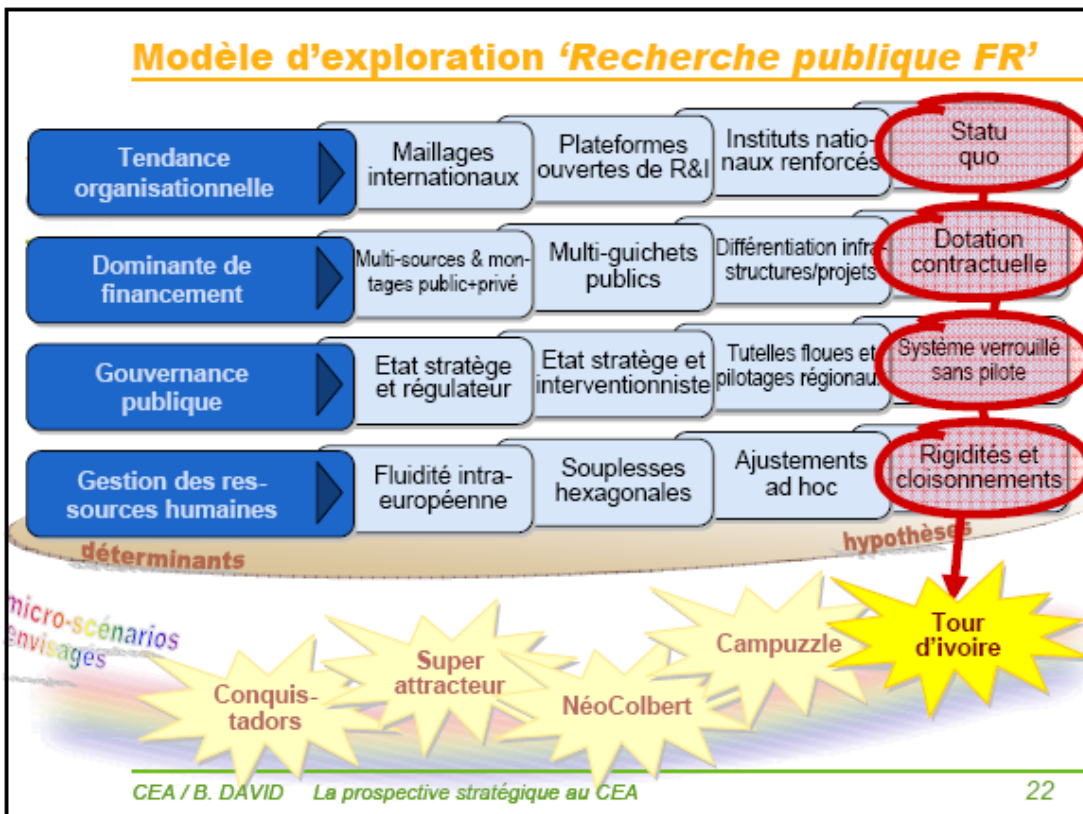 Modèle d'exploration 'Recherche publique FR'
Tendance
organisationnelle
Maillages
internationaux
Plateformes
ouvertes de R&I
Instituts natio-
naux renforcés
Statu
quo
Dominante de
financement
Multi-sources & mon-
tages public+privé
Multi-guichets
publics
Différentiation infra-
structures/projets
Dotation
contractuelle
Gouvernance
publique
Etat stratège
et régulateur
Etat stratège et
interventionniste
Tutelles floues et
pilotages régionaux
Système verrouillé
sans pilote
Gestion des res-
sources humaines
Fluidité intra-
européenne
Souplesses
hexagonales
Ajustements
ad hoc
Rigidités et
cloisonnements
déterminants
hypothèses
micro-scénarios
envisagés
Conquis-
tadors
Super
attracteur
NéoColbert
Campuzzle
Tour
d'ivoire
CEA / B. DAVID La prospective stratégique au CEA 22